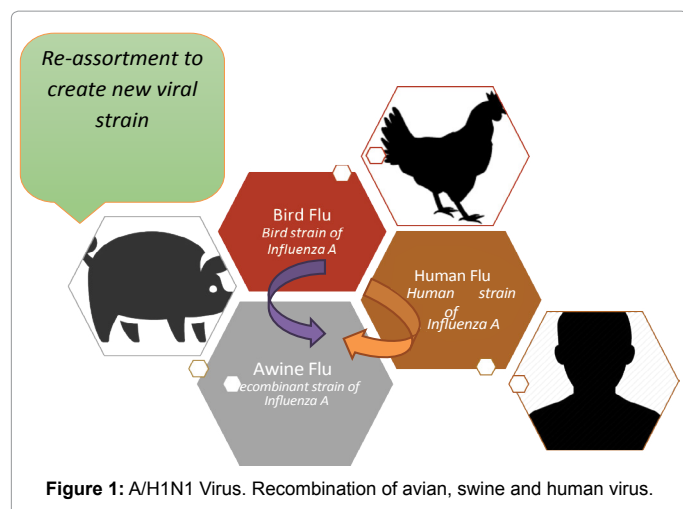 Re-assortment to
create new viral
strain
Bird Flu
Bird strain of
Influenza A
Human Flu
Human strain
of
Influenza A
Awine Flu
ecombinant strain of
Influenza A
Figure 1: A/H1N1 Virus. Recombination of avian, swine and human virus.